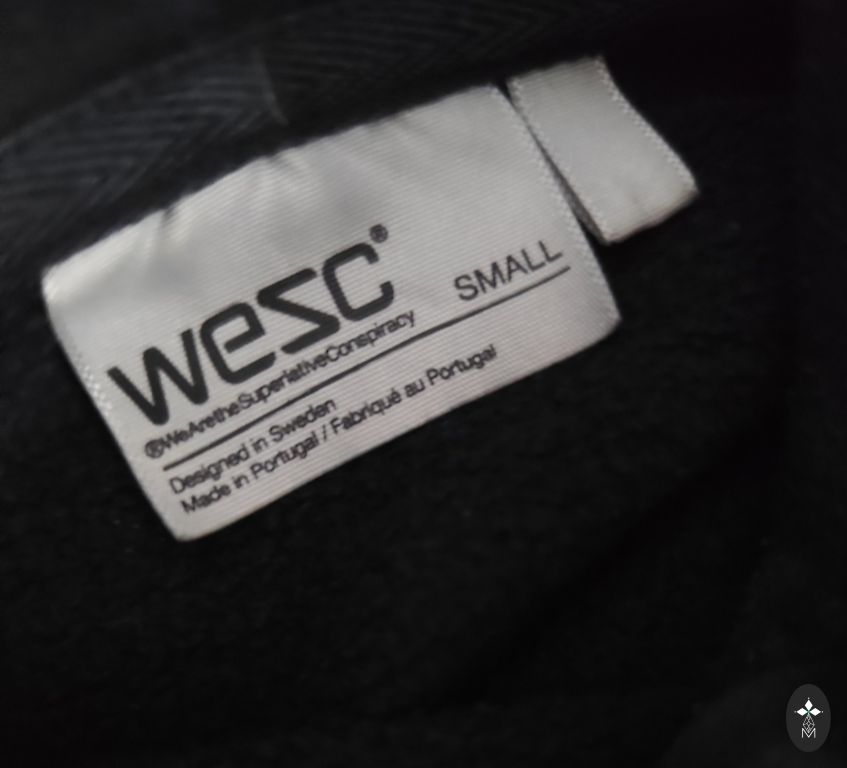 wesc®
SMALL
®WeAretheSuperlativeConspiracy
Designed in Sweden
Made in Portugal / Fabriqué au Portugal
M